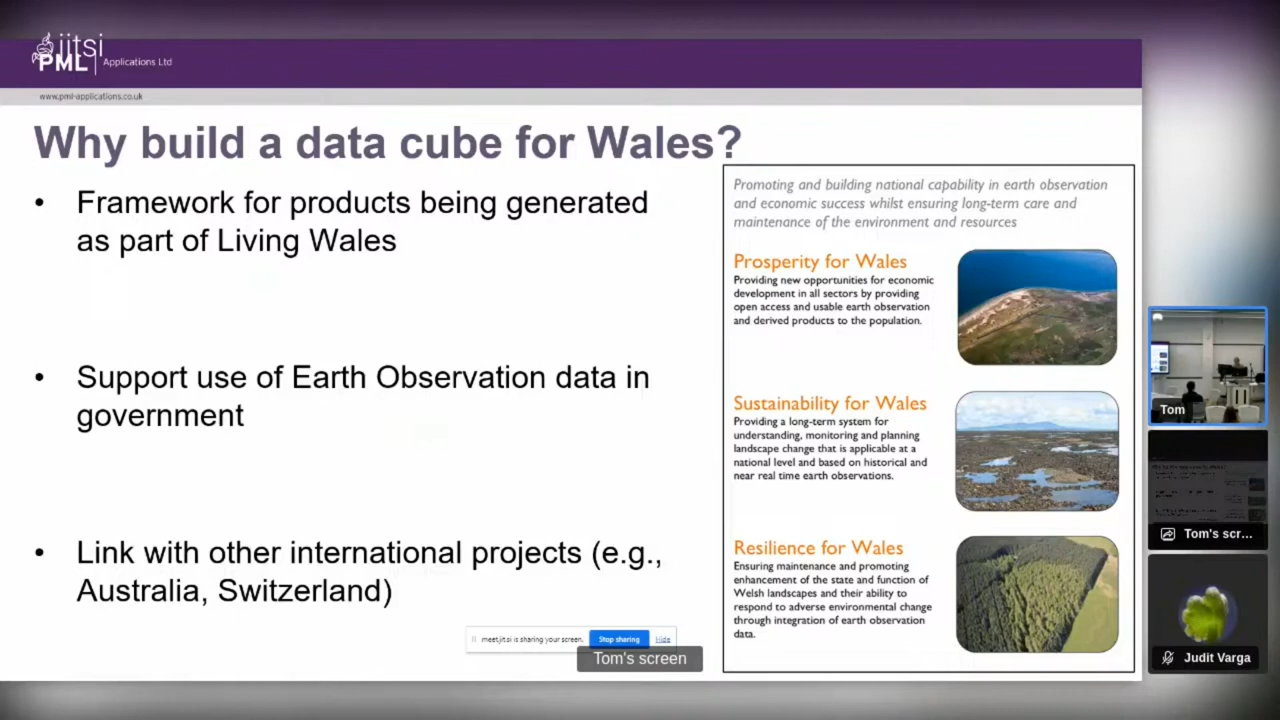 jitsi
PML Applications Ltd
www.pml-applications.co.uk
Why build a data cube for Wales?
• Framework for products being generated
as part of Living Wales
• Support use of Earth Observation data in
government
• Link with other international projects (e.g.,
Australia, Switzerland)
Promoting and building national capability in earth observation
and economic success whilst ensuring long-term care and
maintenance of the environment and resources
Prosperity for Wales
Providing new opportunities for economic
development in all sectors by providing
open access and usable earth observation
and derived products to the population.
Sustainability for Wales
Providing a long-term system for
understanding, monitoring and planning
landscape change that is applicable at a
national level and based on historical and
near real time earth observations.
Resilience for Wales
Ensuring maintenance and promoting
enhancement of the state and function of
Welsh landscapes and their ability to
respond to adverse environmental change
through integration of earth observation
data.
meet.jit.si is sharing your screen. Stop sharing Hide
Tom's screen
Tom
Tom's scr...
Judit Varga